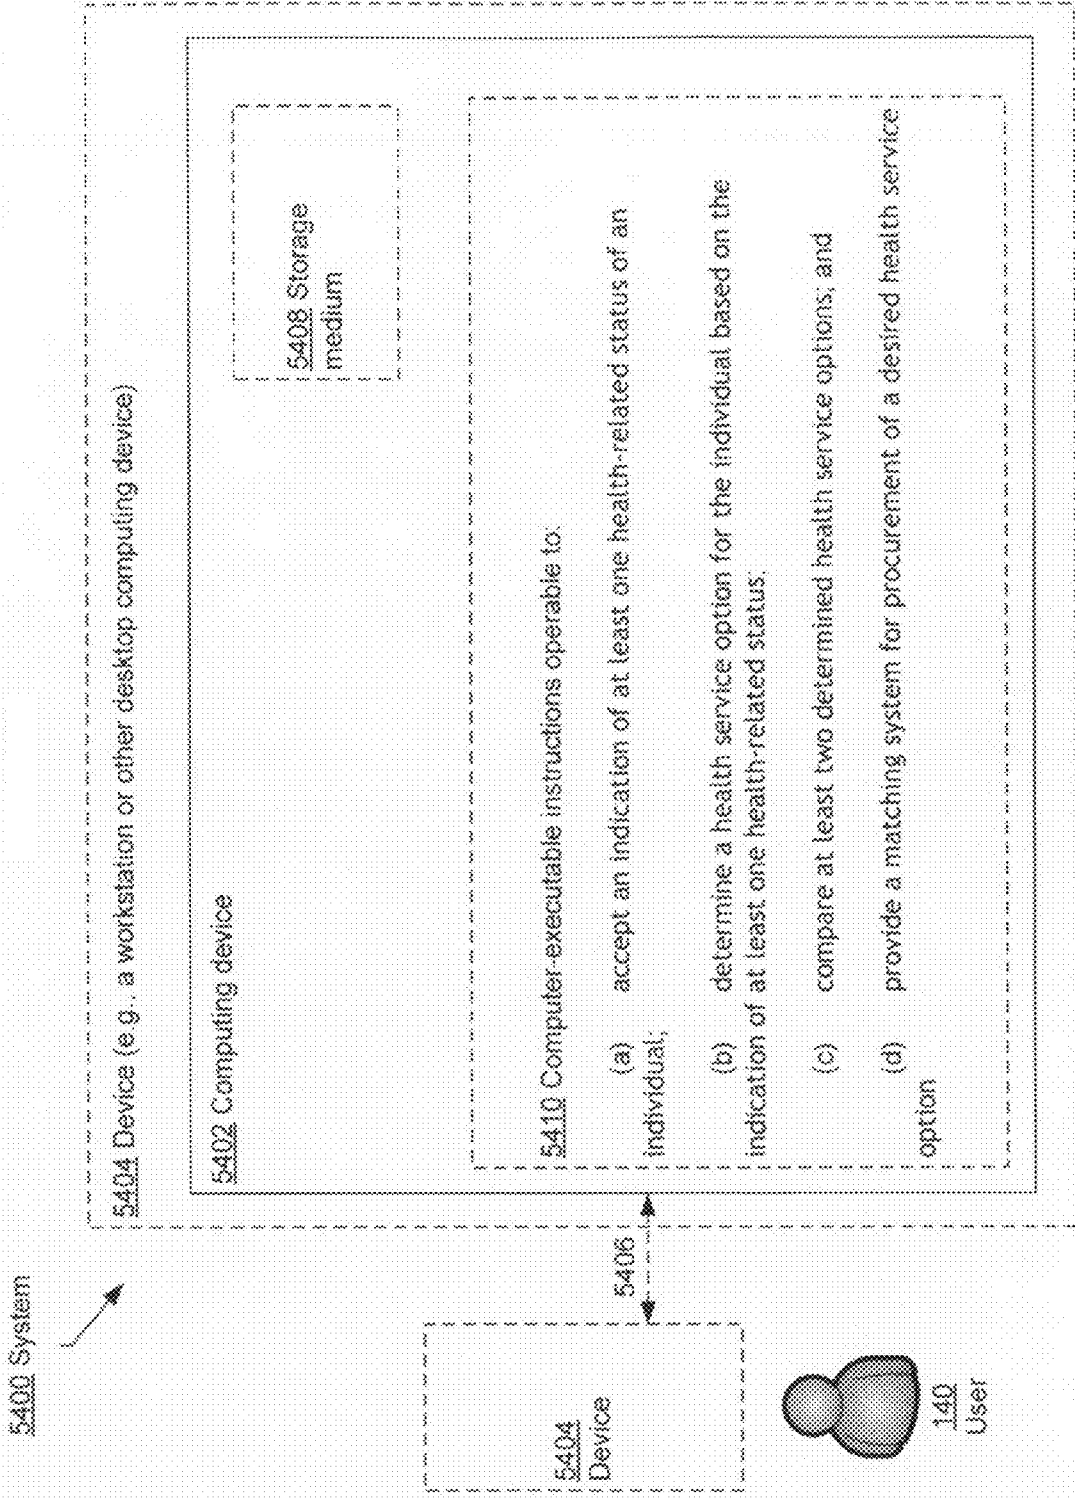 5400 System
5404 Device (e.g. a workstation or other desktop computing device)
5402 Computing device
5408 Storage
medium
5410 Computer-executable instructions operable to:
(a) accept an indication of at least one health-related status of an
individual;
(b) determine a health service option for the individual based on the
indication of at least one health-related status;
(c) compare at least two determined health service options; and
(d) provide a matching system for procurement of a desired health service
option
5406
5404
Device
140
User